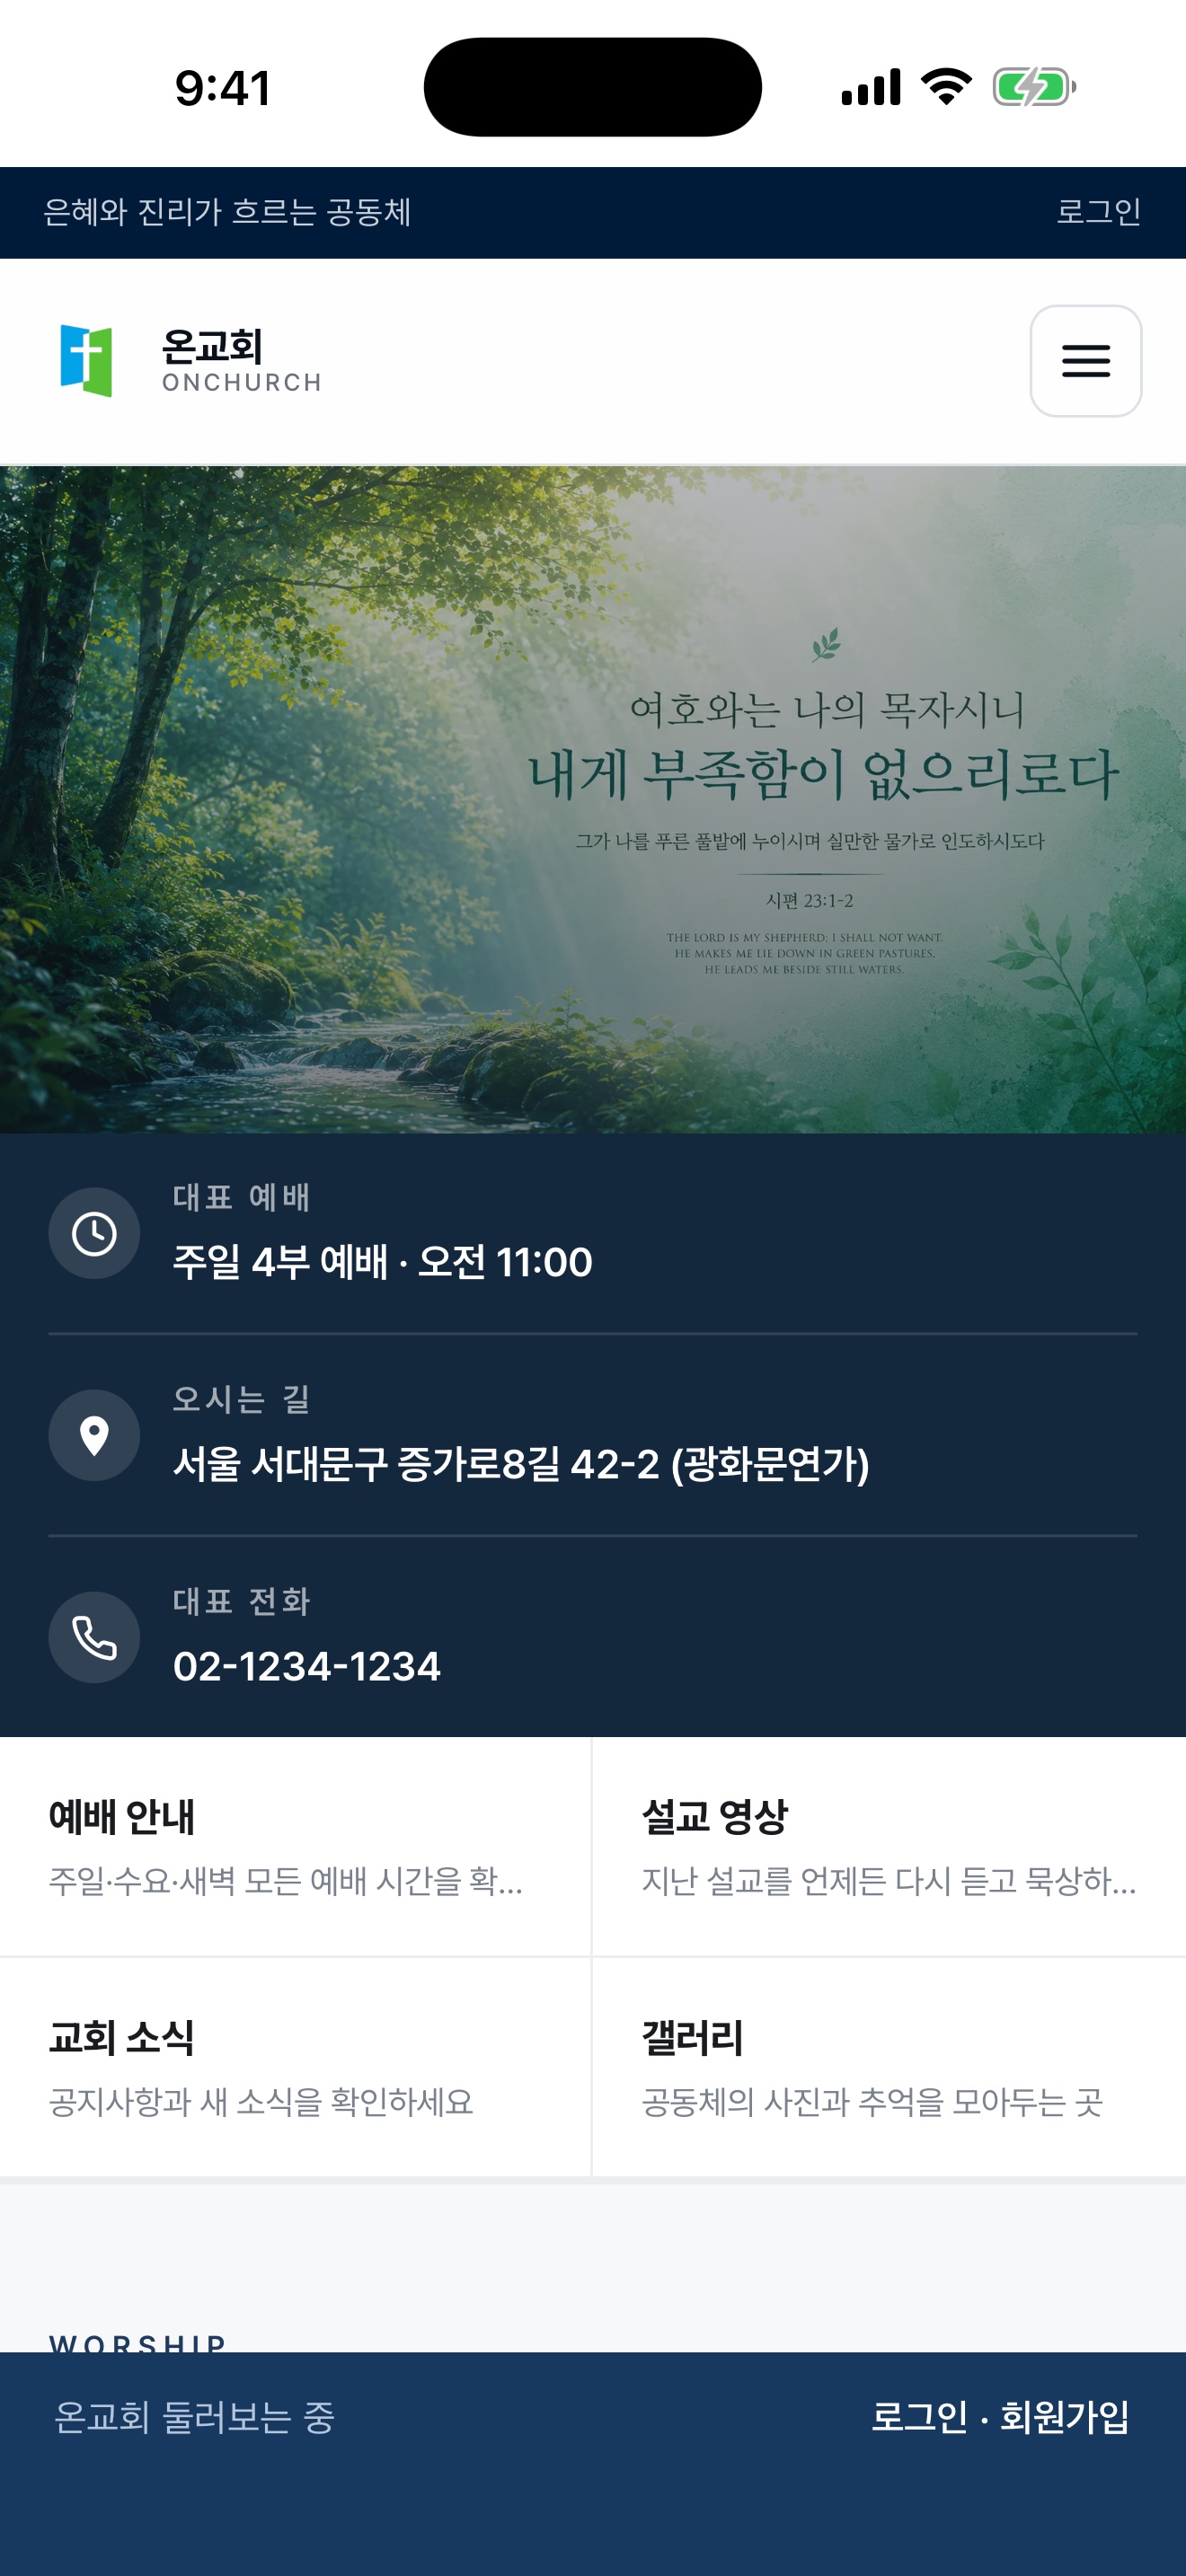 9:41
은혜와 진리가 흐르는 공동체
로그인
온교회
ONCHURCH
여호와는 나의 목자시니
내게 부족함이 없으리로다
그가 나를 푸른 풀밭에 누이시며 쉴만한 물가로 인도하시도다
시편 23:1-2
THE LORD IS MY SHEPHERD; I SHALL NOT WANT.
HE MAKES ME LIE DOWN IN GREEN PASTURES,
HE LEADS ME BESIDE STILL WATERS.
대표 예배
주일 4부 예배 · 오전 11:00
오시는 길
서울 서대문구 증가로8길 42-2 (광화문연가)
대표 전화
02-1234-1234
예배 안내
주일·수요·새벽 모든 예배 시간을 확...
설교 영상
지난 설교를 언제든 다시 듣고 묵상하...
교회 소식
공지사항과 새 소식을 확인하세요
갤러리
공동체의 사진과 추억을 모아두는 곳
WORSHIP
온교회 둘러보는 중
로그인 · 회원가입